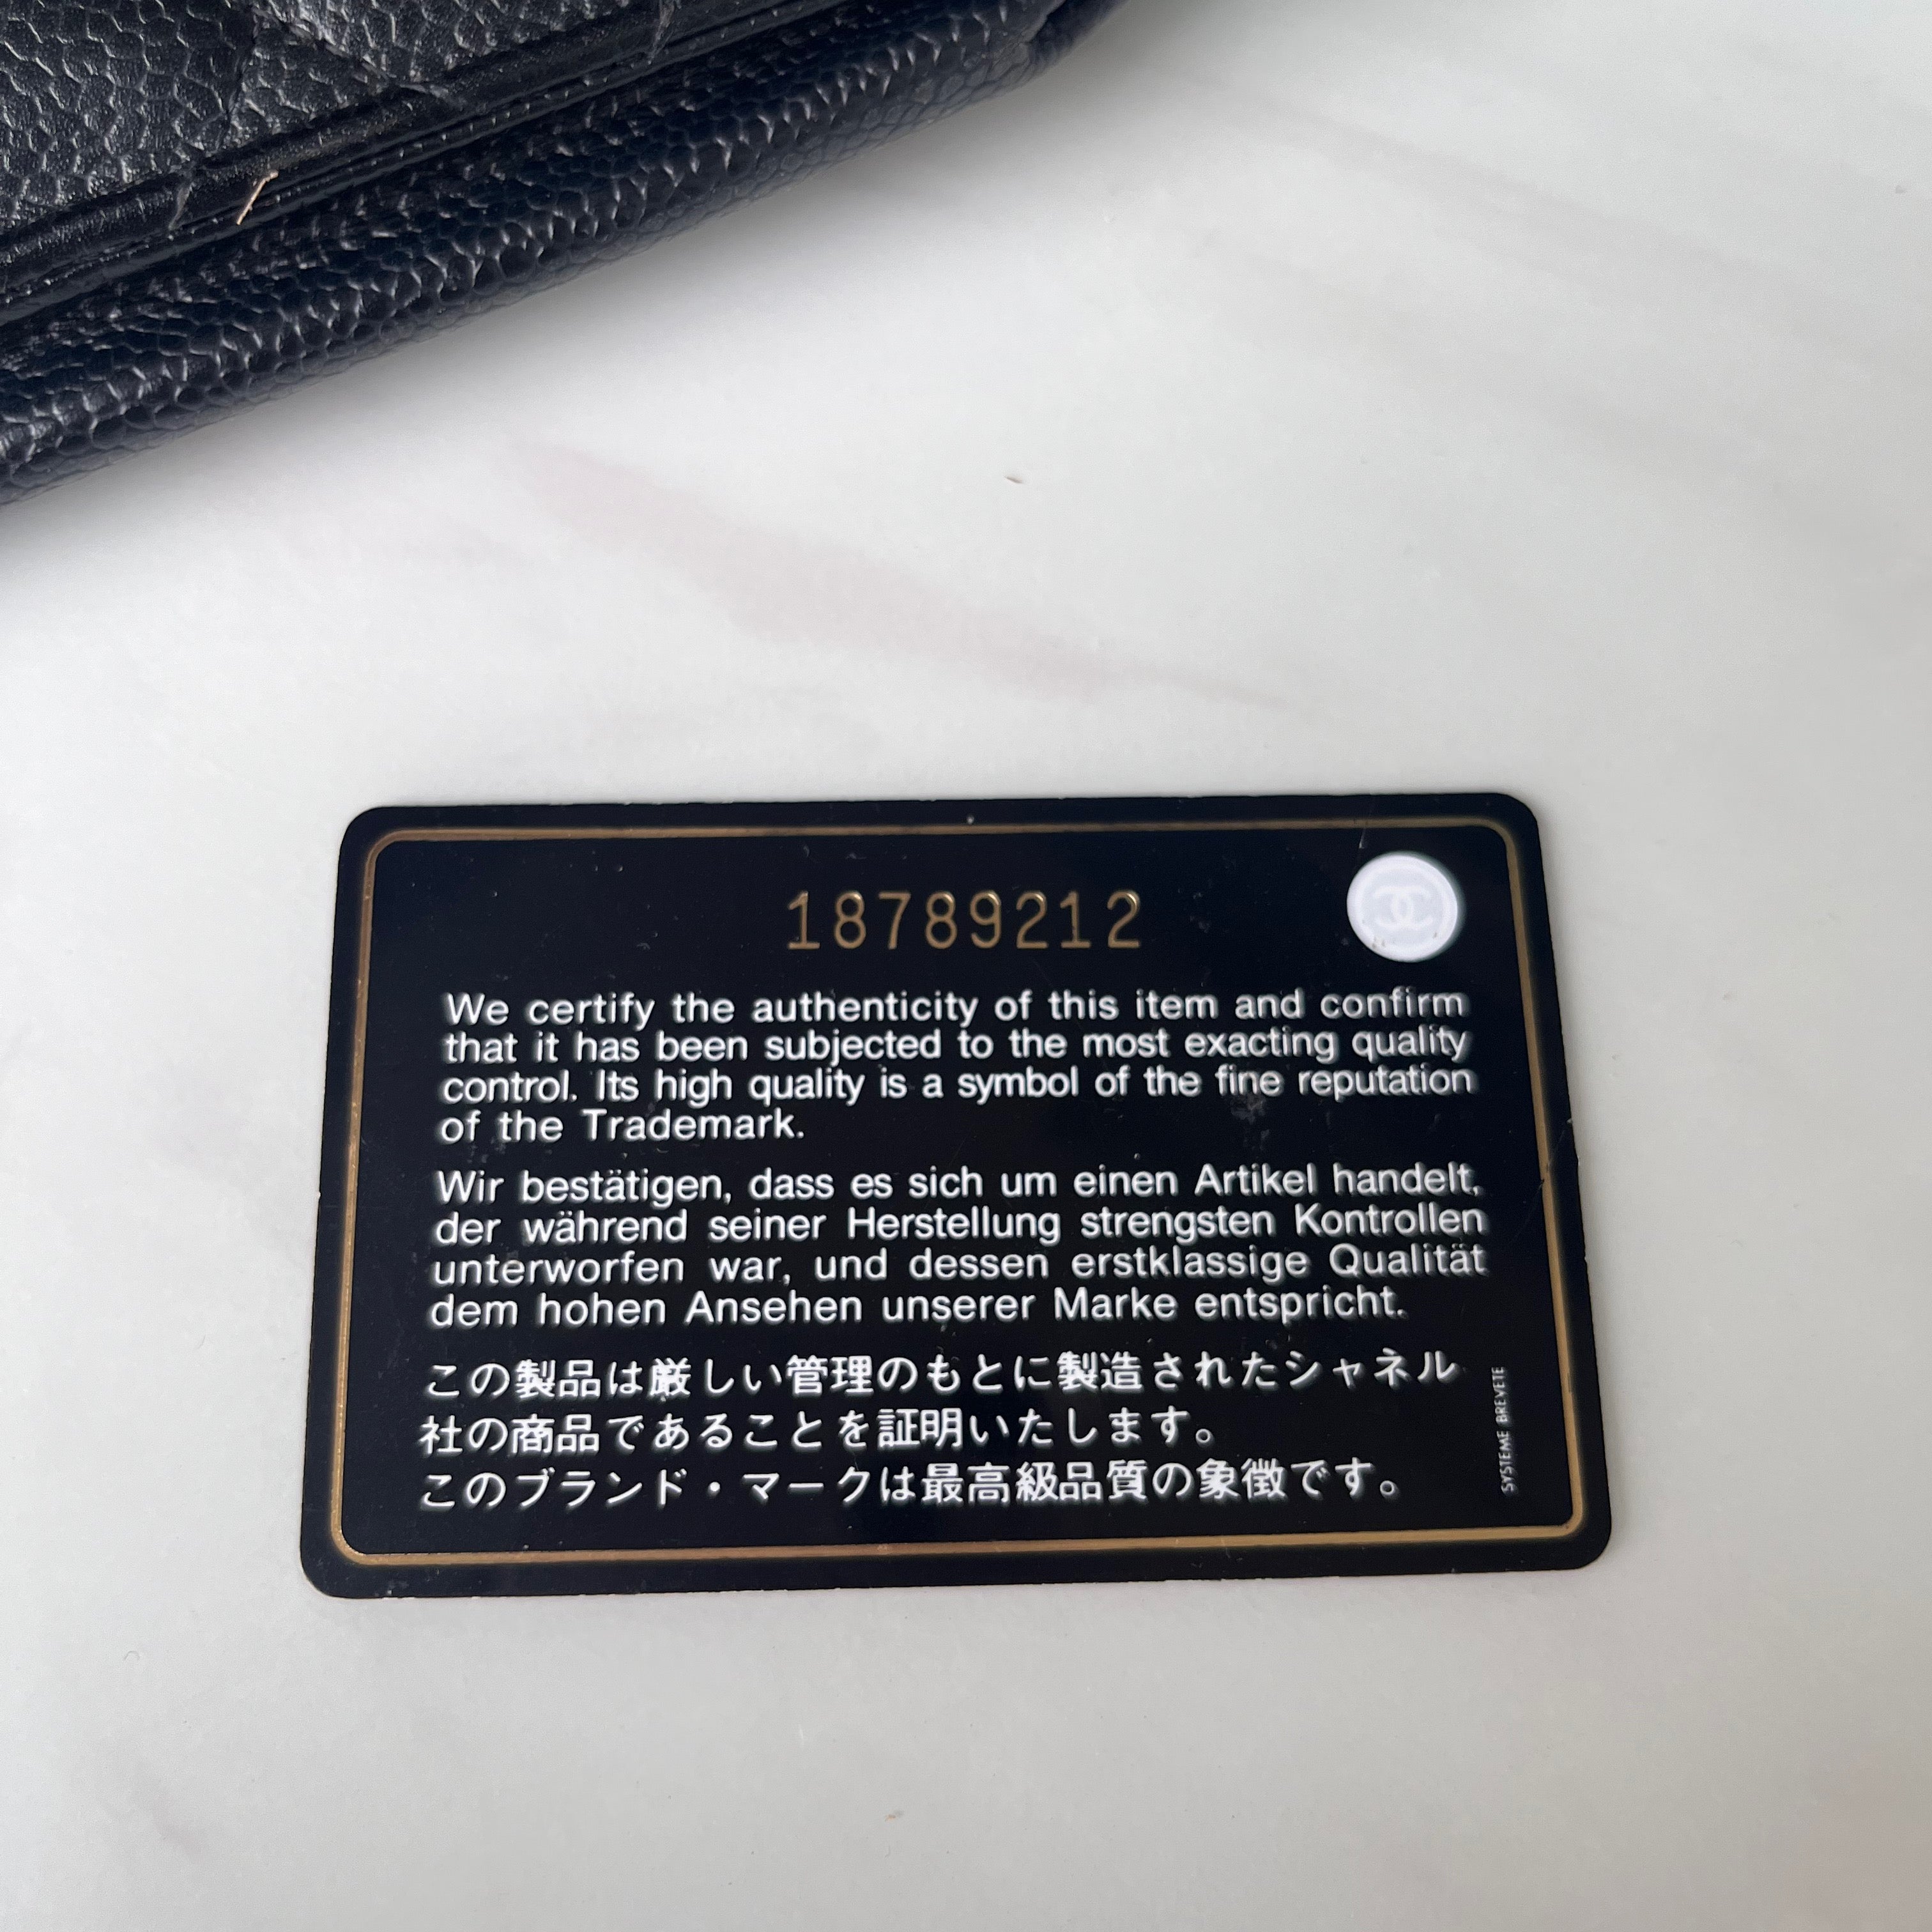 18789212
We certify the authenticity of this item and confirm
that it has been subjected to the most exacting quality
control. Its high quality is a symbol of the fine reputation
of the Trademark.
Wir bestätigen, dass es sich um einen Artikel handelt,
der während seiner Herstellung strengsten Kontrollen
unterworfen war, und dessen erstklassige Qualität
dem hohen Ansehen unserer Marke entspricht.
この製品は厳しい管理のもとに製造されたシャネル
社の商品であることを証明いたします。
このブランド・マークは最高級品質の象徴です。
SYSTEME BREVETE